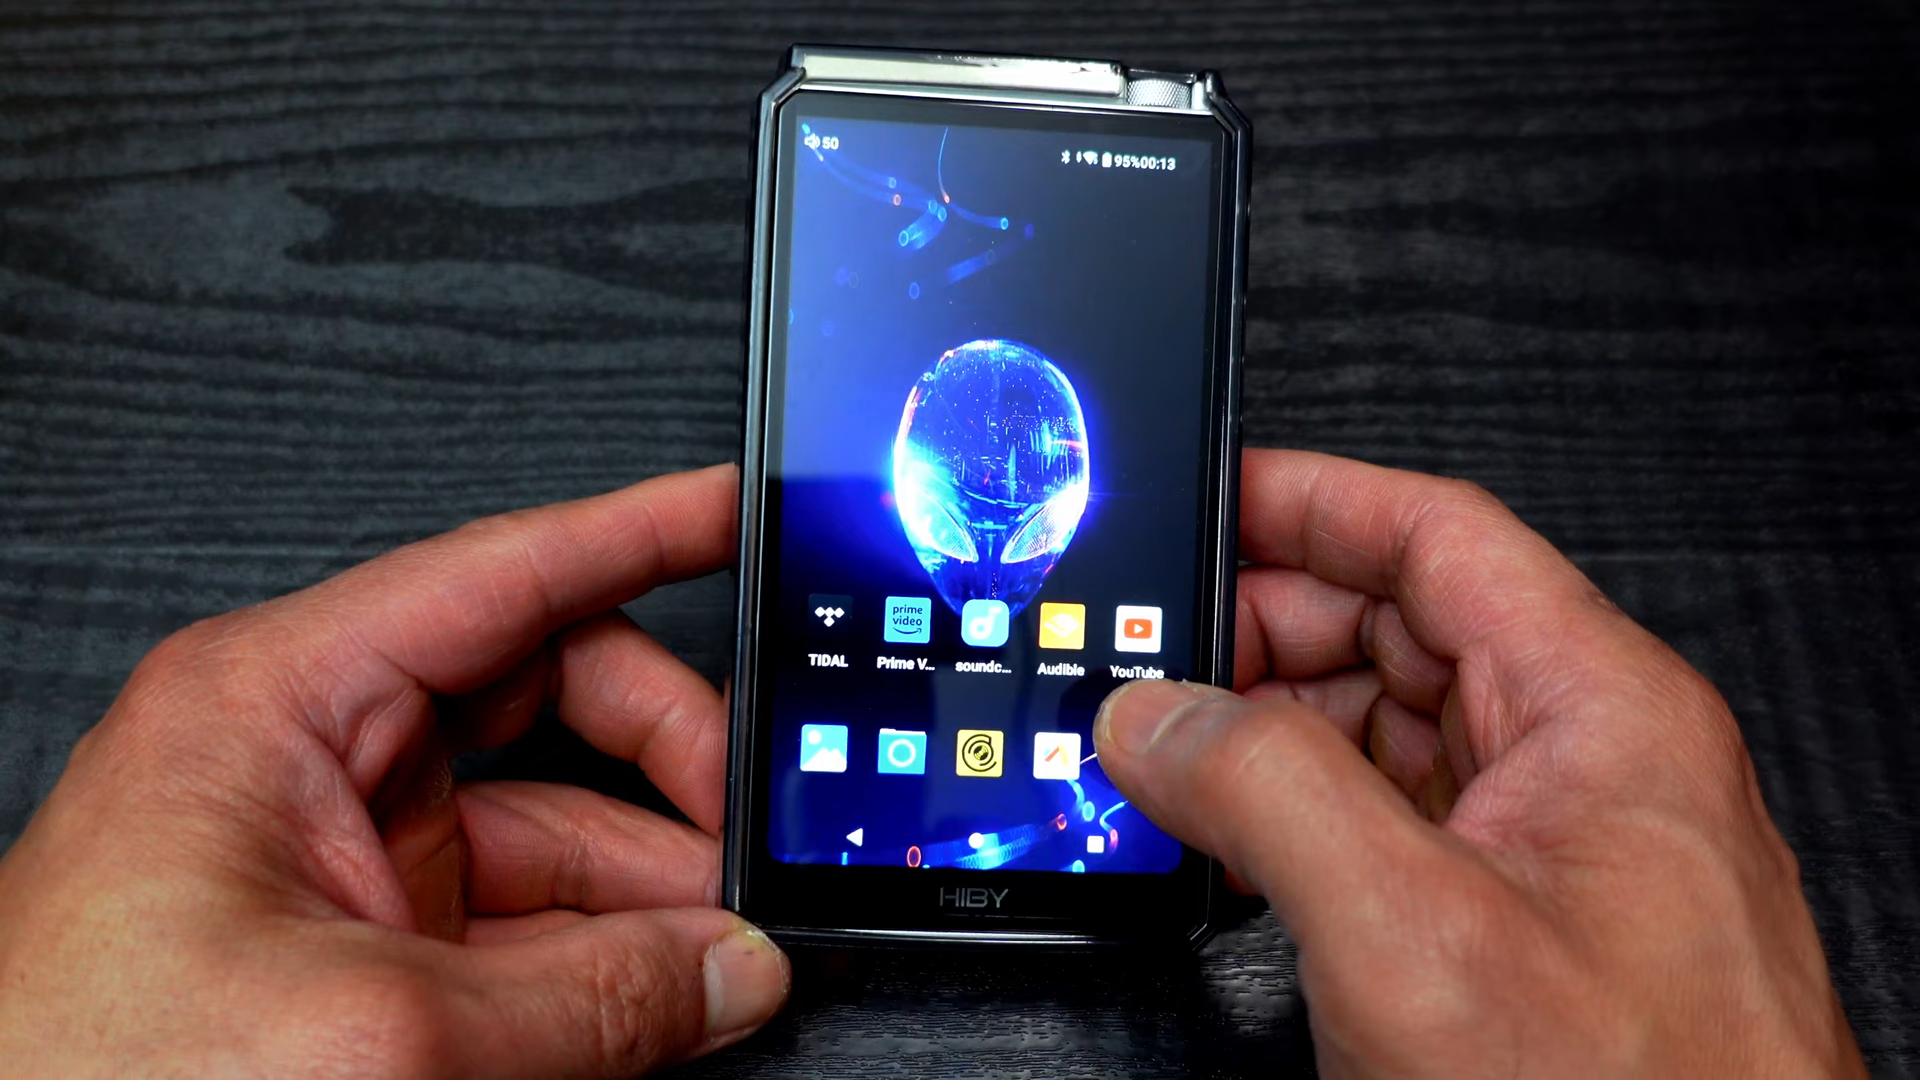 50
95% 00:13
prime video
TIDAL
Prime V...
soundc...
Audible
YouTube
HIBY